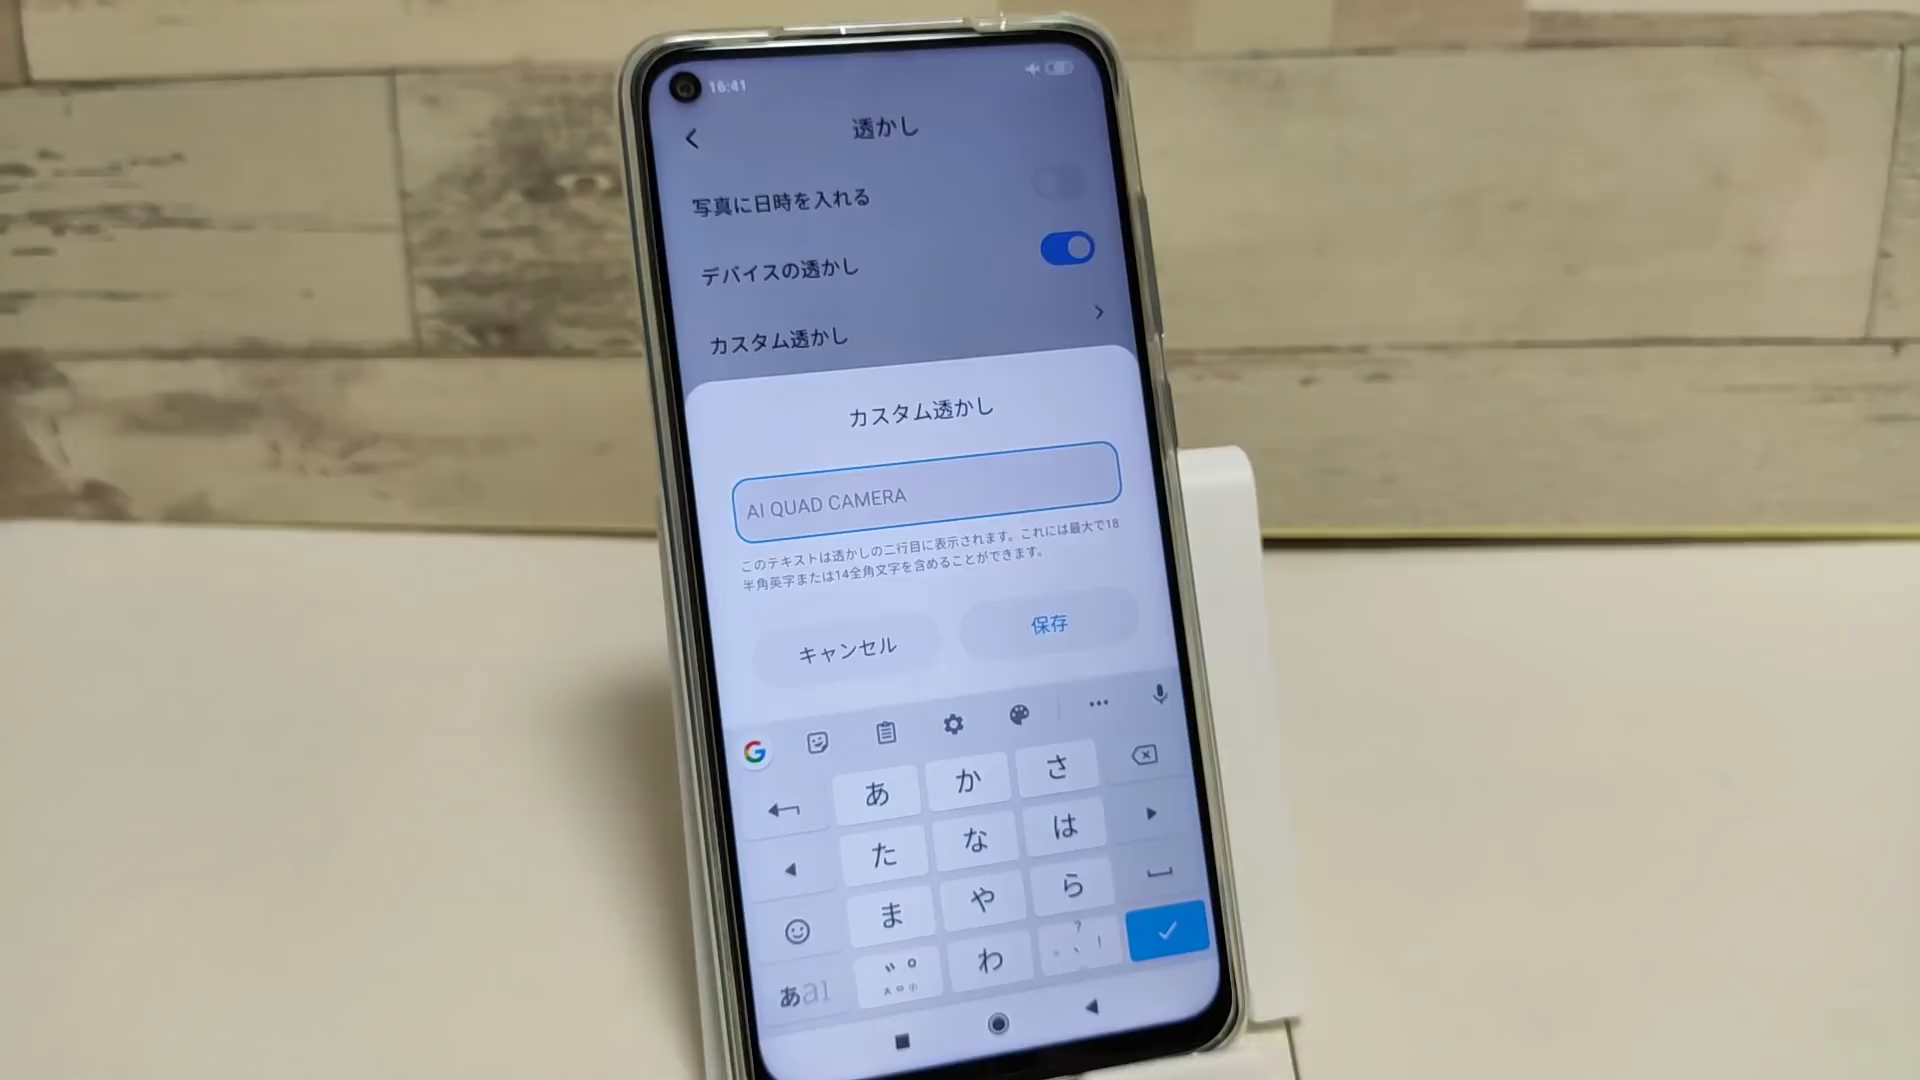 16:41
透かし
写真に日時を入れる
デバイスの透かし
カスタム透かし
カスタム透かし
AI QUAD CAMERA
このテキストは透かしの二行目に表示されます。これには最大で18
半角英字または14全角文字を含めることができます。
キャンセル
保存
G
あ か さ
た な は
ま や ら
あa1 大⇔小 わ 。、?!